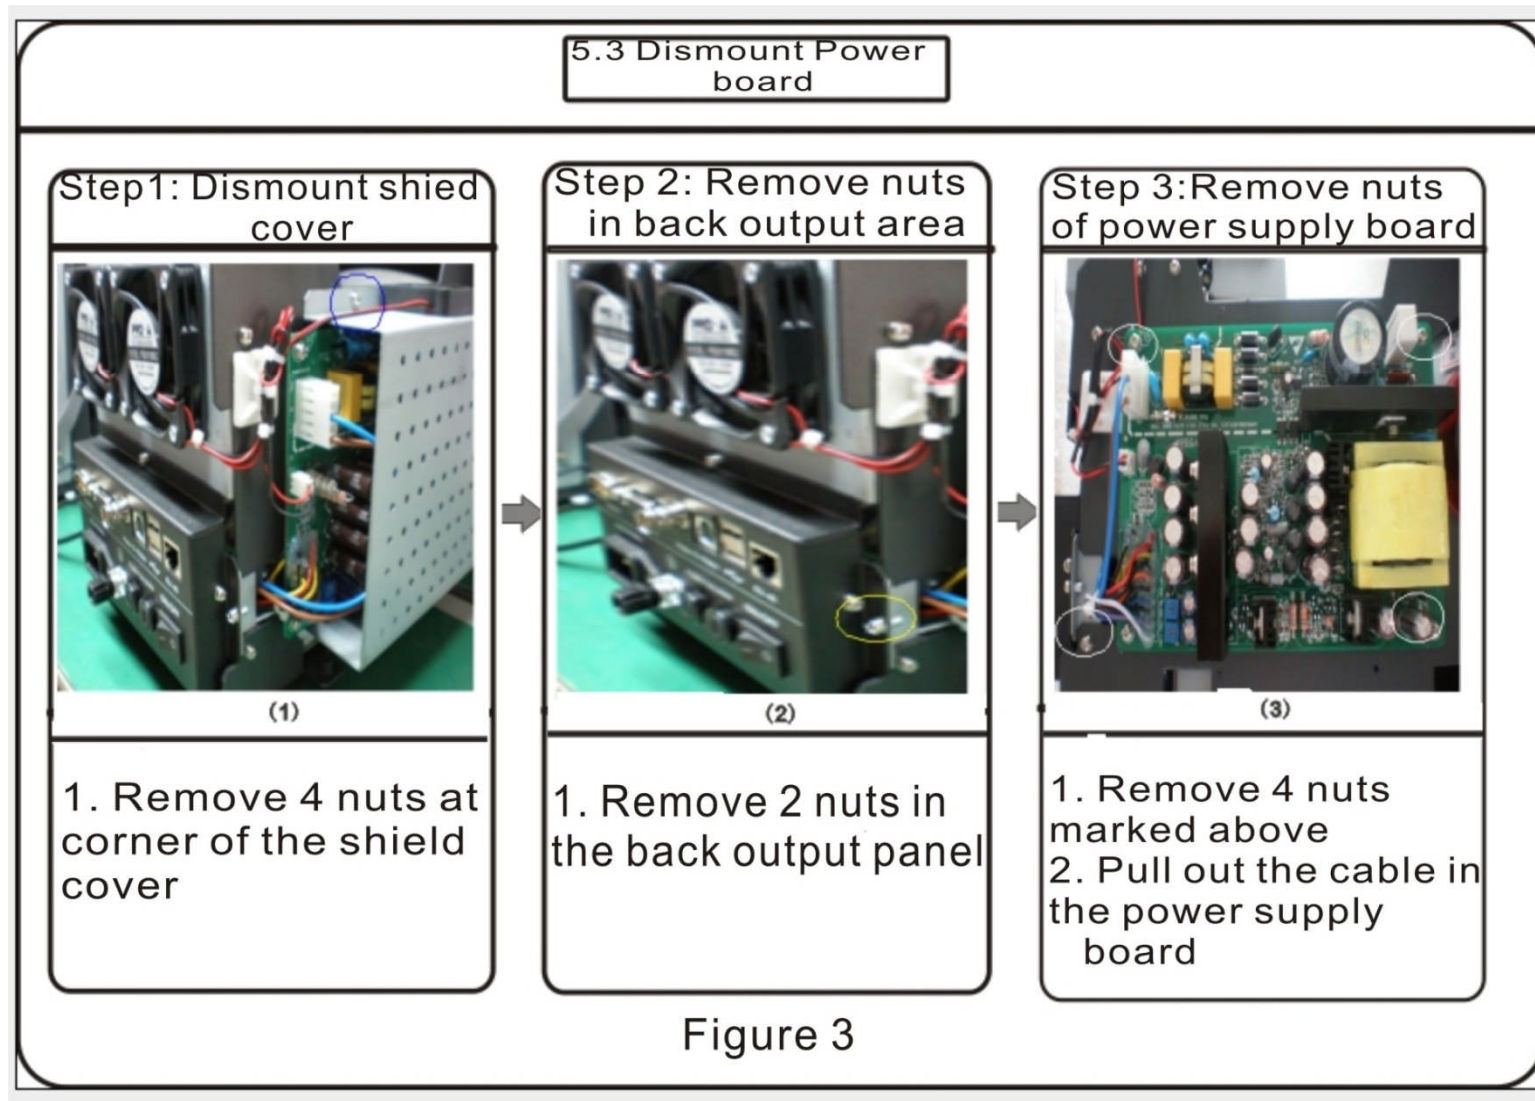 5.3 Dismount Power
board
Step1: Dismount shied
cover
Step 2: Remove nuts
in back output area
Step 3:Remove nuts
of power supply board
(1)
(2)
(3)
1. Remove 4 nuts at
corner of the shield
cover
1. Remove 2 nuts in
the back output panel
1. Remove 4 nuts
marked above
2. Pull out the cable in
the power supply
board
Figure 3